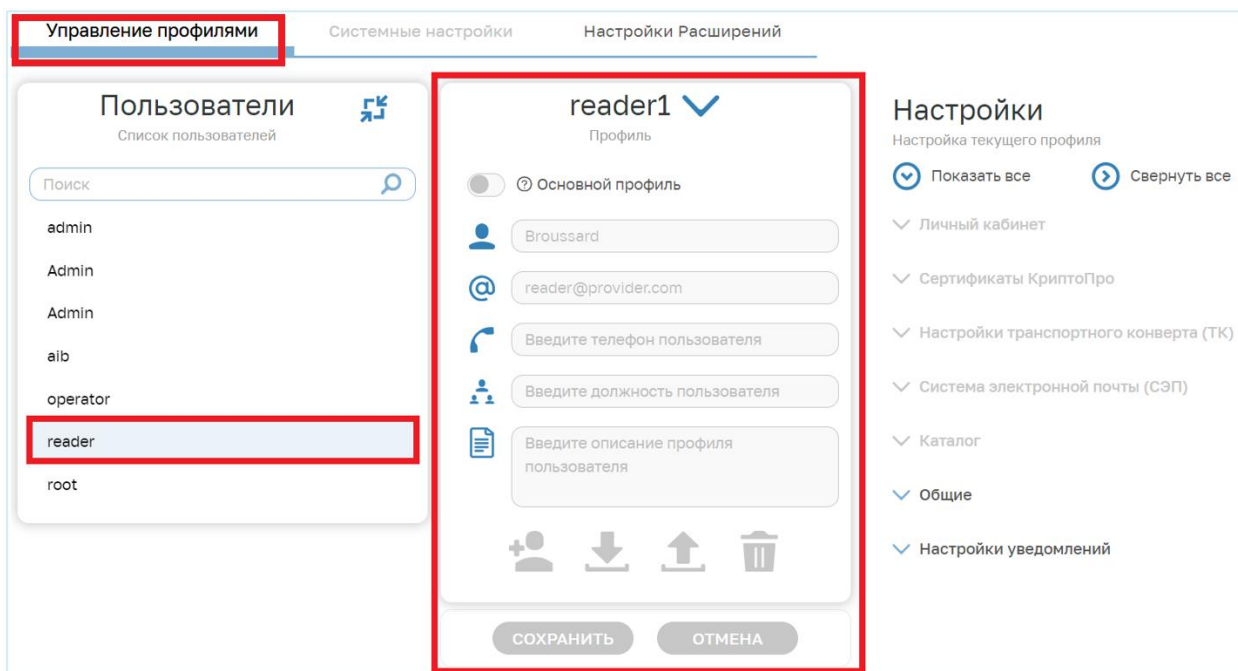 Управление профилями
Системные настройки
Настройки Расширений
Пользователи
Список пользователей
Поиск
admin
Admin
Admin
aib
operator
reader
root
reader1
Профиль
Основной профиль
Broussard
reader@provider.com
Введите телефон пользователя
Введите должность пользователя
Введите описание профиля
пользователя
СОХРАНИТЬ
ОТМЕНА
Настройки
Настройка текущего профиля
Показать все
Свернуть все
Личный кабинет
Сертификаты КриптоПро
Настройки транспортного конверта (ТК)
Система электронной почты (СЭП)
Каталог
Общие
Настройки уведомлений